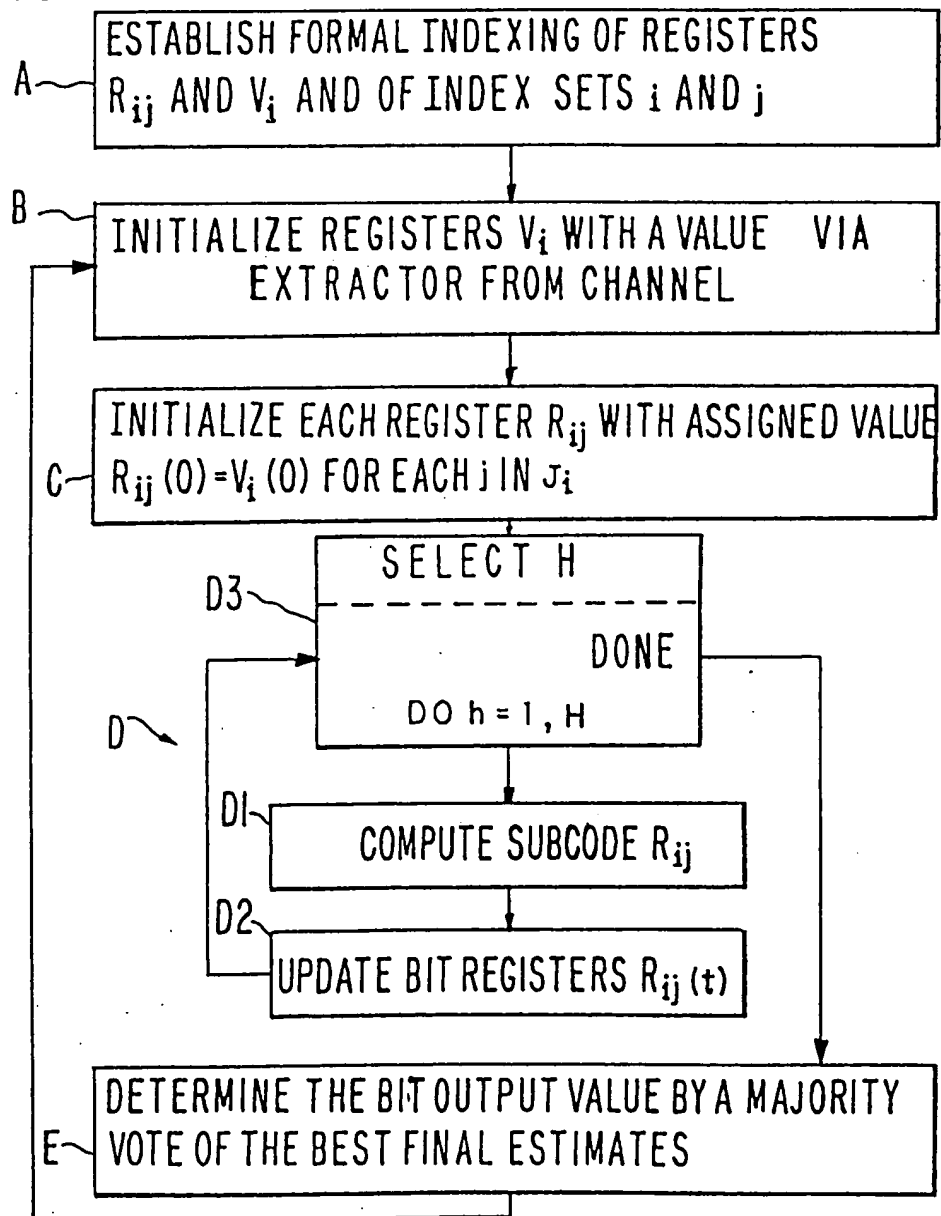 ESTABLISH FORMAL INDEXING OF REGISTERS
A
R_ij AND V_i AND OF INDEX SETS i AND j
B
INITIALIZE REGISTERS V_i WITH A VALUE VIA
EXTRACTOR FROM CHANNEL
INITIALIZE EACH REGISTER R_ij WITH ASSIGNED VALUE
C
R_ij (0) = V_i (0) FOR EACH j IN J_i
SELECT H
D3
DONE
DO h = 1, H
D
D1
COMPUTE SUBCODE R_ij
D2
UPDATE BIT REGISTERS R_ij (t)
DETERMINE THE BIT OUTPUT VALUE BY A MAJORITY
E
VOTE OF THE BEST FINAL ESTIMATES